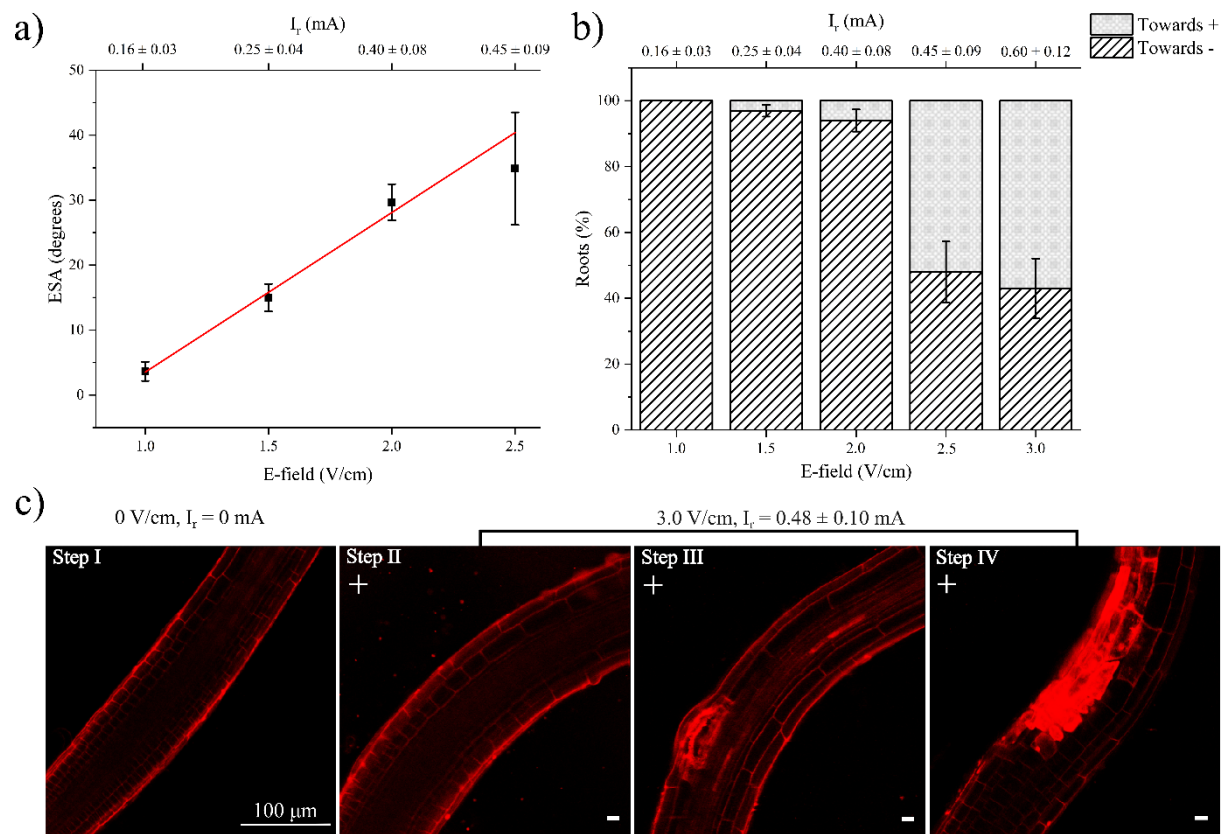 a)
I_r (mA)
0.16 ± 0.03 0.25 ± 0.04 0.40 ± 0.08 0.45 ± 0.09
50
40
30
20
10
0
ESA (degrees)
1.0 1.5 2.0 2.5
E-field (V/cm)
b)
I_r (mA)
0.16 ± 0.03 0.25 ± 0.04 0.40 ± 0.08 0.45 ± 0.09 0.60 ± 0.12
Towards +
Towards -
100
80
60
40
20
0
Roots (%)
1.0 1.5 2.0 2.5 3.0
E-field (V/cm)
c)
0 V/cm, I_r = 0 mA
3.0 V/cm, I_r = 0.48 ± 0.10 mA
Step I
100 μm
Step II
+
-
Step III
+
-
Step IV
+
-